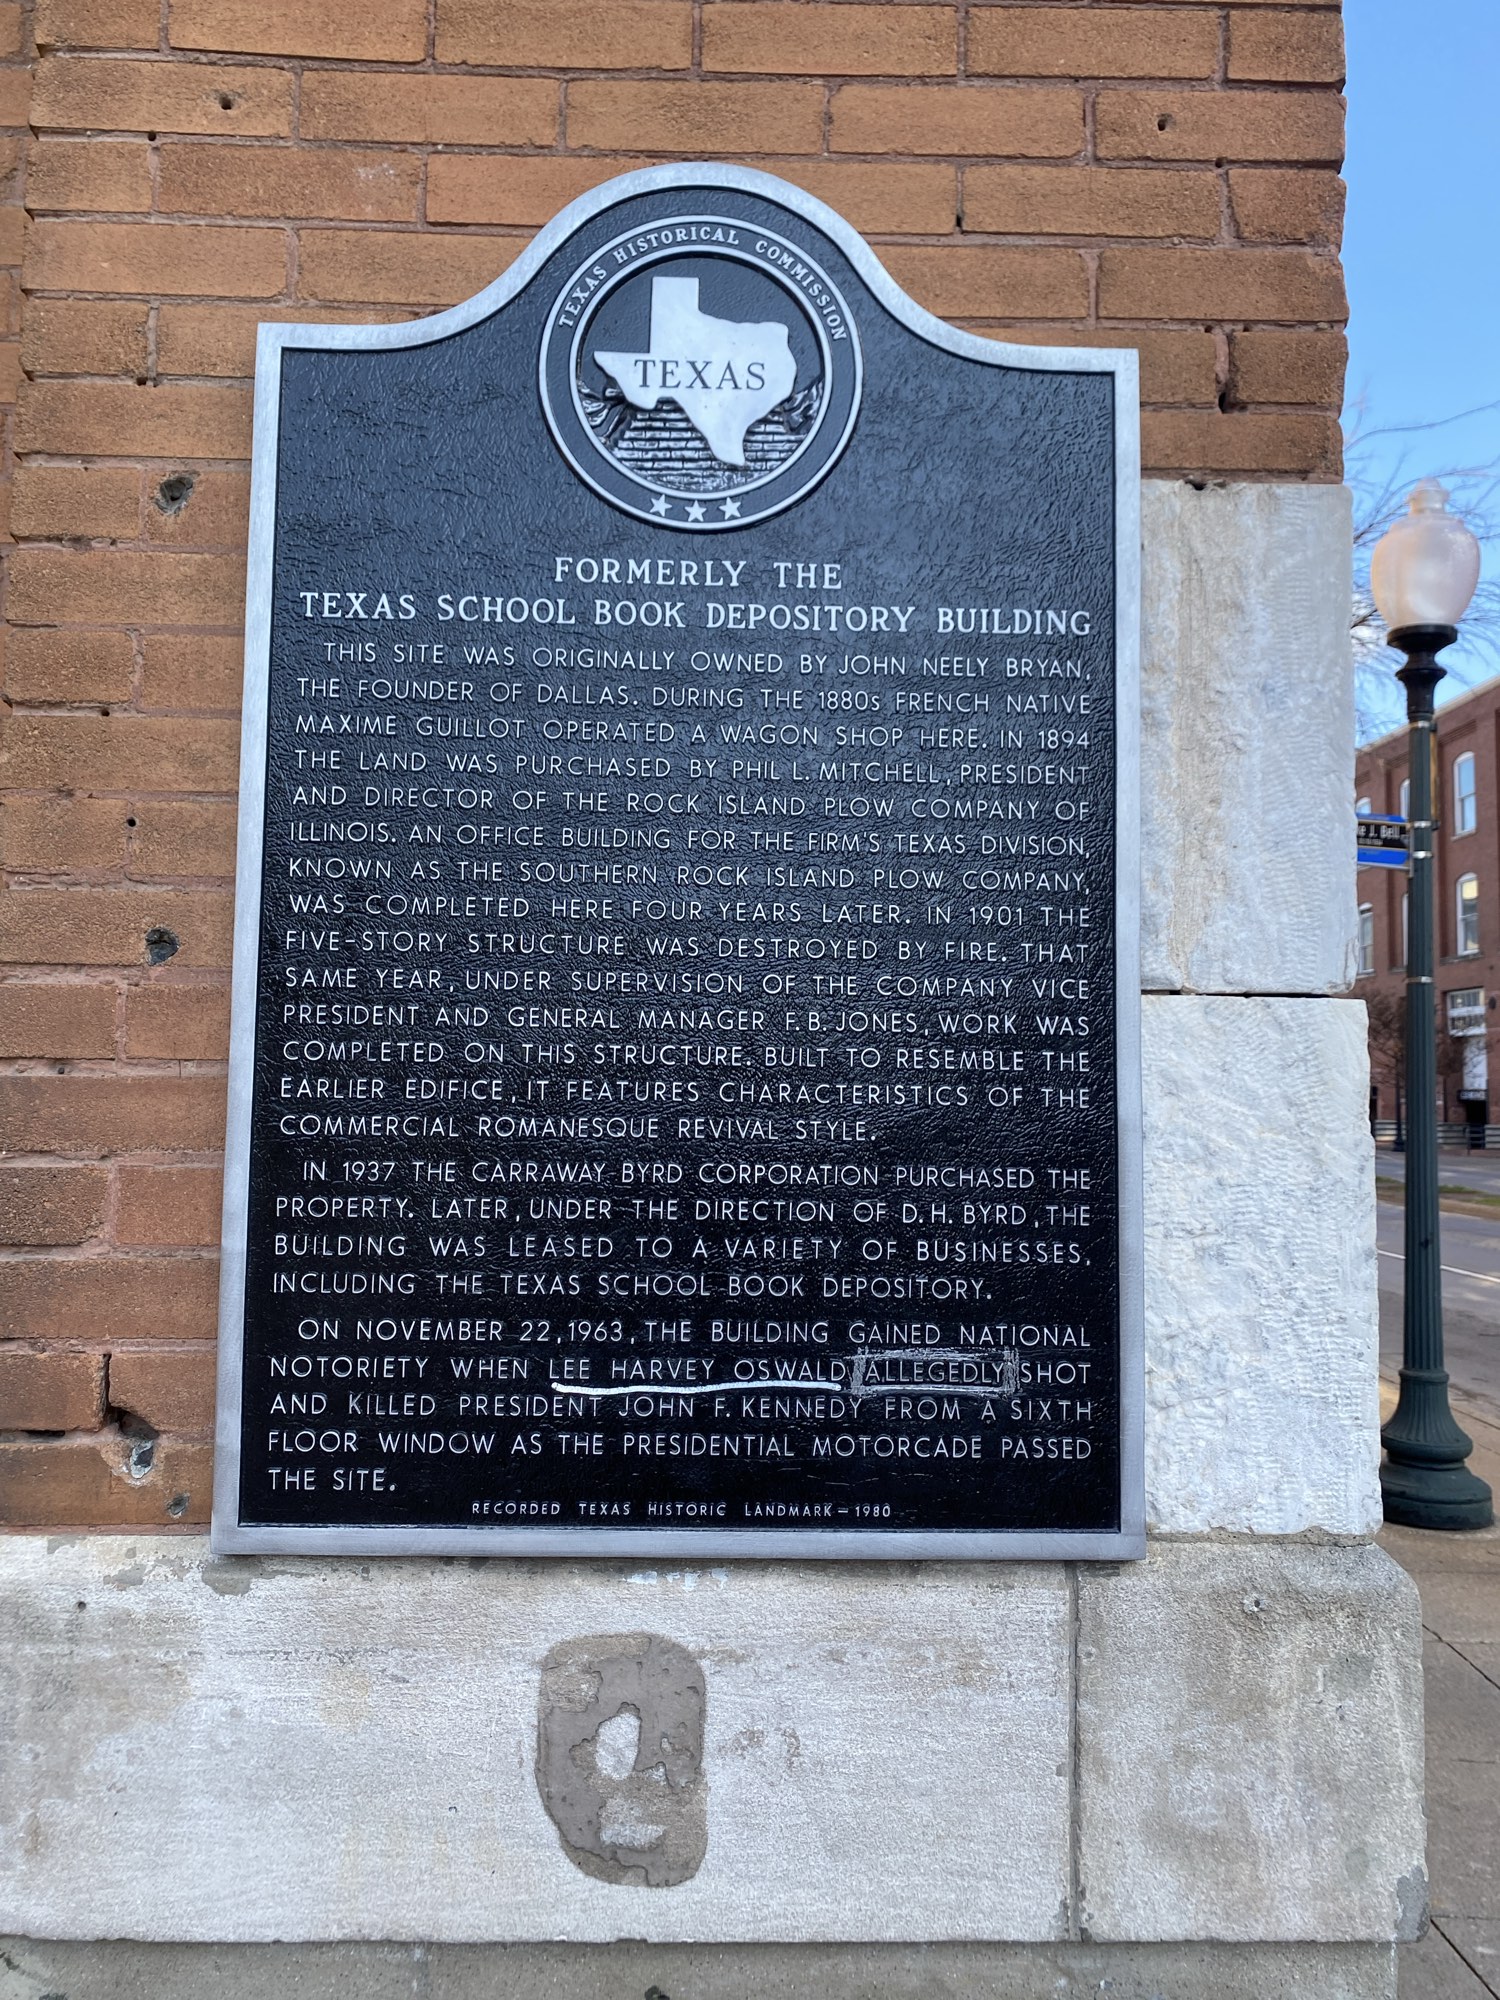 TEXAS HISTORICAL COMMISSION
TEXAS
FORMERLY THE
TEXAS SCHOOL BOOK DEPOSITORY BUILDING
THIS SITE WAS ORIGINALLY OWNED BY JOHN NEELY BRYAN,
THE FOUNDER OF DALLAS. DURING THE 1880s FRENCH NATIVE
MAXIME GUILLOT OPERATED A WAGON SHOP HERE. IN 1894
THE LAND WAS PURCHASED BY PHIL L. MITCHELL, PRESIDENT
AND DIRECTOR OF THE ROCK ISLAND PLOW COMPANY OF
ILLINOIS. AN OFFICE BUILDING FOR THE FIRM'S TEXAS DIVISION,
KNOWN AS THE SOUTHERN ROCK ISLAND PLOW COMPANY,
WAS COMPLETED HERE FOUR YEARS LATER. IN 1901 THE
FIVE-STORY STRUCTURE WAS DESTROYED BY FIRE. THAT
SAME YEAR, UNDER SUPERVISION OF THE COMPANY VICE
PRESIDENT AND GENERAL MANAGER F.B. JONES, WORK WAS
COMPLETED ON THIS STRUCTURE. BUILT TO RESEMBLE THE
EARLIER EDIFICE, IT FEATURES CHARACTERISTICS OF THE
COMMERCIAL ROMANESQUE REVIVAL STYLE.
IN 1937 THE CARRAWAY BYRD CORPORATION PURCHASED THE
PROPERTY. LATER, UNDER THE DIRECTION OF D.H. BYRD, THE
BUILDING WAS LEASED TO A VARIETY OF BUSINESSES,
INCLUDING THE TEXAS SCHOOL BOOK DEPOSITORY.
ON NOVEMBER 22, 1963, THE BUILDING GAINED NATIONAL
NOTORIETY WHEN LEE HARVEY OSWALD ALLEGEDLY SHOT
AND KILLED PRESIDENT JOHN F. KENNEDY FROM A SIXTH
FLOOR WINDOW AS THE PRESIDENTIAL MOTORCADE PASSED
THE SITE.
RECORDED TEXAS HISTORIC LANDMARK — 1980
J. Bell